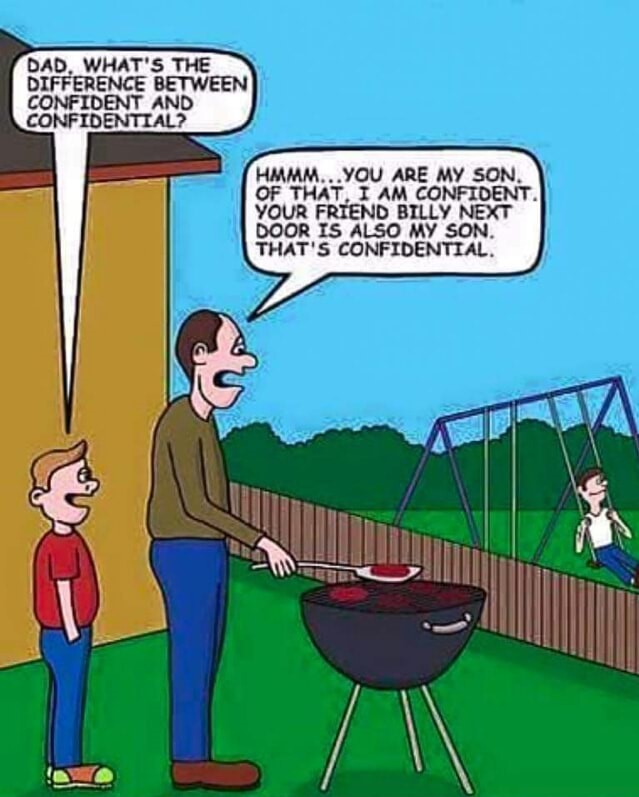 DAD, WHAT'S THE
DIFFERENCE BETWEEN
CONFIDENT AND
CONFIDENTIAL?
HMMM...YOU ARE MY SON.
OF THAT, I AM CONFIDENT.
YOUR FRIEND BILLY NEXT
DOOR IS ALSO MY SON.
THAT'S CONFIDENTIAL.